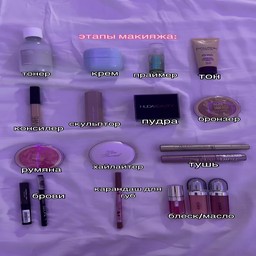 этапы макияжа:
тонер
крем
праймер
тон
консилер
скульптор
пудра
бронзер
румяна
хайлайтер
тушь
брови
карандаш для
губ
блеск/масло